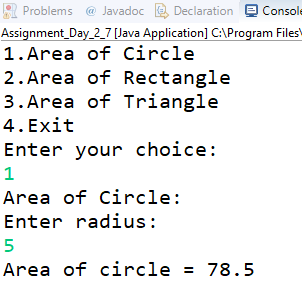 Problems @ Javadoc Declaration Consol
Assignment_Day_2_7 [Java Application] C:\Program Files\
1.Area of Circle
2.Area of Rectangle
3.Area of Triangle
4.Exit
Enter your choice:
1
Area of Circle:
Enter radius:
5
Area of circle = 78.5